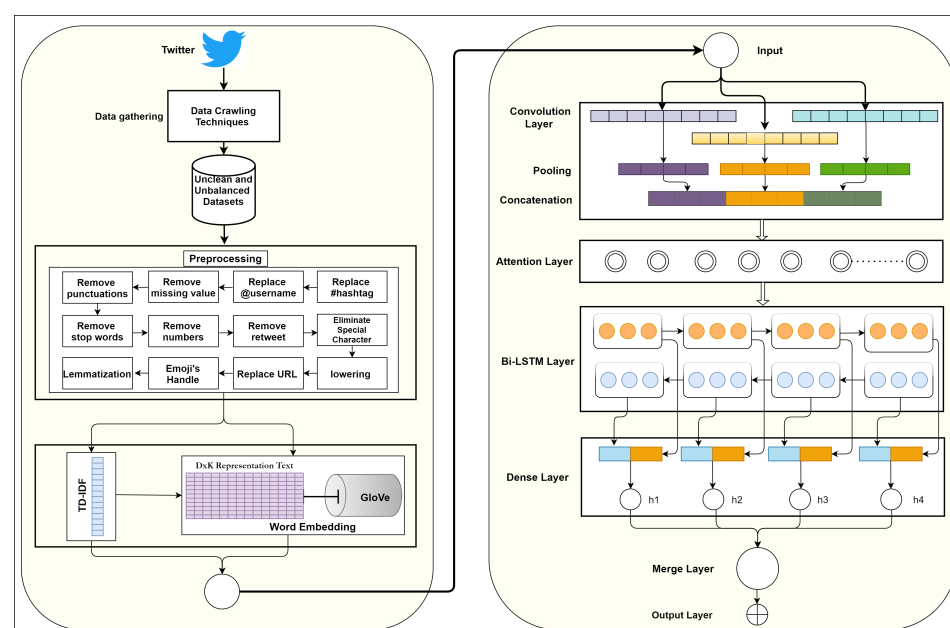 Twitter
Data gathering
Data Crawling
Techniques
Unclean and
Unbalanced
Datasets
Preprocessing
Remove
punctuations
Remove
missing value
Replace
@username
Replace
#hashtag
Remove
stop words
Remove
numbers
Remove
retweet
Eliminate
Special
Character
Lemmatization
Emoji's
Handle
Replace URL
lowering
TD-IDF
DxK Representation Text
GloVe
Word Embedding
Input
Convolution
Layer
Pooling
Concatenation
Attention Layer
Bi-LSTM Layer
Dense Layer
h1
h2
h3
h4
Merge Layer
Output Layer